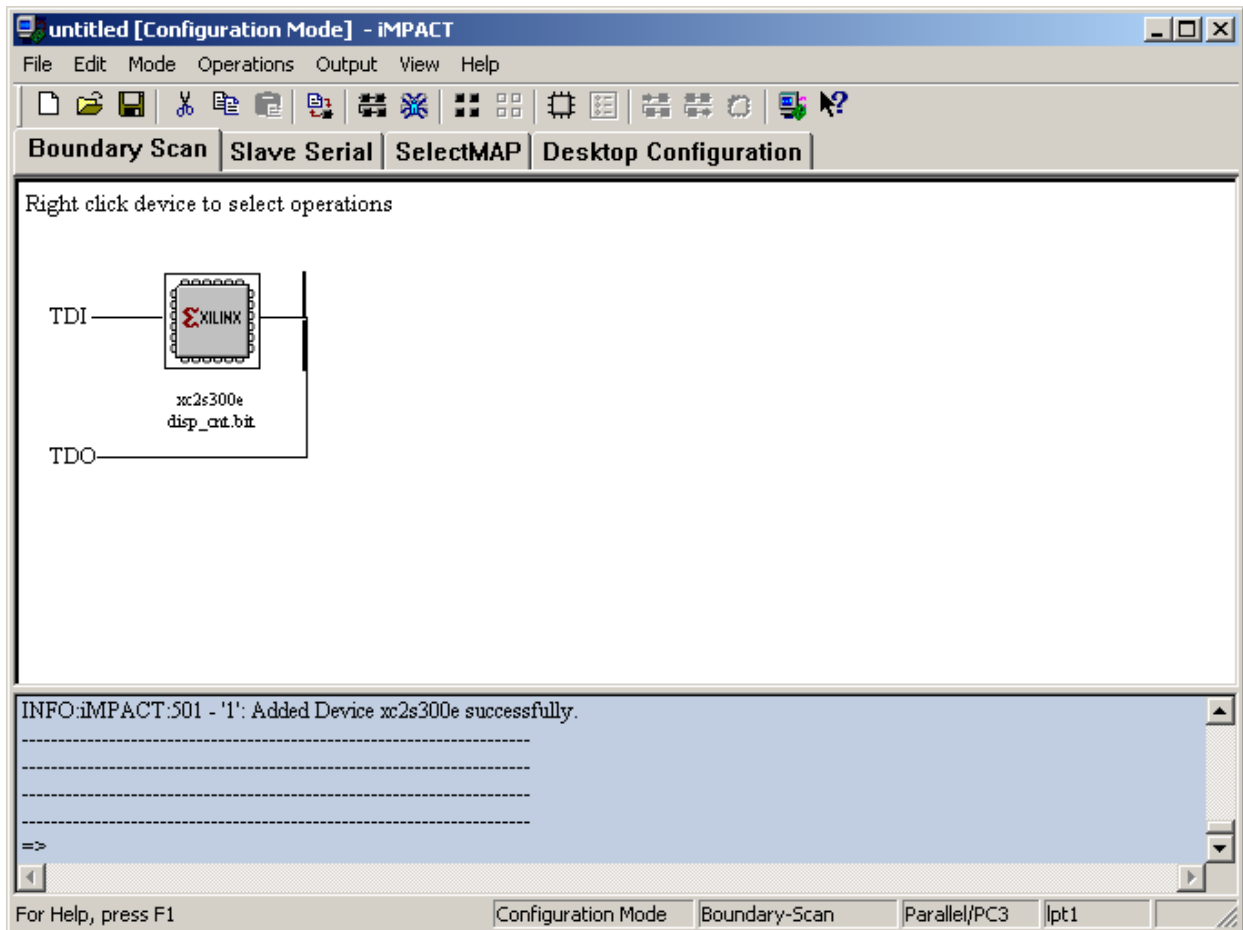 untitled [Configuration Mode] - iMPACT
File Edit Mode Operations Output View Help
Boundary Scan Slave Serial SelectMAP Desktop Configuration
Right click device to select operations
TDI
ΣXILINX
xc2s300e
disp_cnt.bit
TDO
INFO:iMPACT:501 - '1': Added Device xc2s300e successfully.
----------------------------------------------------------------------
----------------------------------------------------------------------
----------------------------------------------------------------------
----------------------------------------------------------------------
=>
For Help, press F1 Configuration Mode Boundary-Scan Parallel/PC3 lpt1